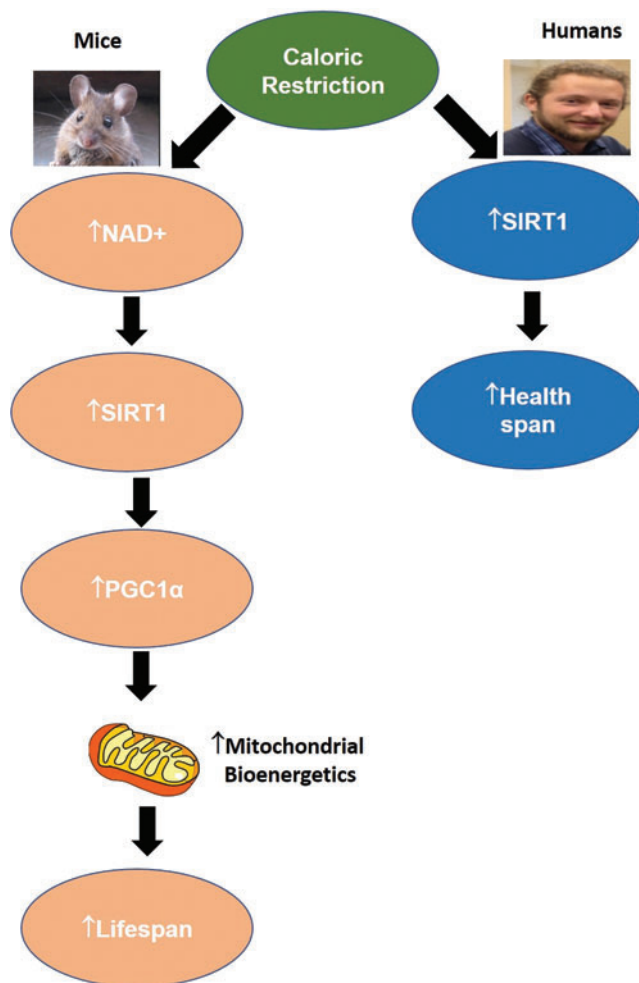 Mice
Humans
Caloric
Restriction
↑NAD+
↑SIRT1
↑SIRT1
↑Health
span
↑PGC1α
↑Mitochondrial
Bioenergetics
↑Lifespan